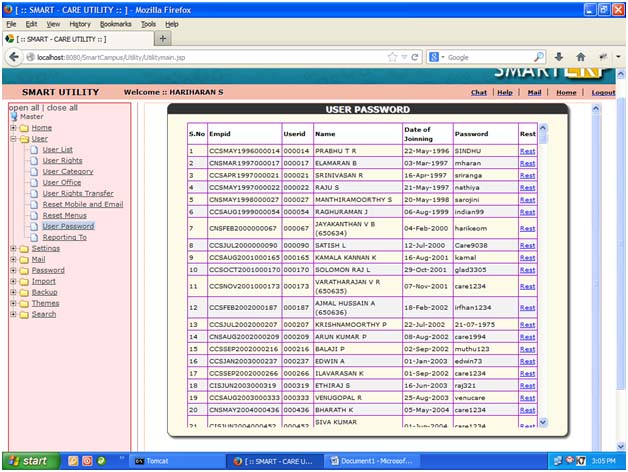 [ :: SMART - CARE UTILITY :: ] - Mozilla Firefox
File Edit View History Bookmarks Tools Help
[ :: SMART - CARE UTILITY :: ]
localhost:8080/SmartCampus/Utility/Utilitymain.jsp
Google
SMART ERP
SMART UTILITY Welcome :: HARIHARAN S Chat | Help | Mail | Home | Logout
open all | close all
Master
Home
User
User List
User Rights
User Category
User Office
User Rights Transfer
Reset Mobile and Email
Reset Menus
User Password
Reporting To
Settings
Mail
Password
Import
Backup
Themes
Search
USER PASSWORD
S.No Empid Userid Name Date of Joinning Password Rest
1 CCSMAY1996000014 000014 PRABHU T R 22-May-1996 SINDHU Rest
2 CNSMAR1997000017 000017 ELAMARAN B 03-Mar-1997 mharan Rest
3 CCSAPR1997000021 000021 SRINIVASAN R 16-Apr-1997 sriranga Rest
4 CCSMAY1997000022 000022 RAJU S 21-May-1997 nathiya Rest
5 CNSMAY1998000027 000027 MANTHIRAMOORTHY S 20-May-1998 sarojini Rest
6 CCSAUG1999000054 000054 RAGHURAMAN J 06-Aug-1999 indian99 Rest
7 CNSFEB2000000067 000067 JAYAKANTHAN V B (650634) 04-Feb-2000 harikeom Rest
8 CCSJUL2000000090 000090 SATISH L 12-Jul-2000 Care9038 Rest
9 CCSAUG2001000165 000165 KAMALA KANNAN K 16-Aug-2001 kamal Rest
10 CCSOCT2001000170 000170 SOLOMON RAJ L 29-Oct-2001 glad3305 Rest
11 CCSNOV2001000173 000173 VARATHARAJAN V R (650635) 07-Nov-2001 care1234 Rest
12 CCSFEB2002000187 000187 AJMAL HUSSAIN A (650636) 18-Feb-2002 irfhan1234 Rest
13 CCSJUL2002000207 000207 KRISHNAMOORTHY P 22-Jul-2002 21-07-1975 Rest
14 CNSAUG2002000209 000209 ARUN KUMAR P 08-Aug-2002 care1994 Rest
15 CCSSEP2002000216 000216 BALAJI P 02-Sep-2002 muthu123 Rest
16 CCSJAN2003000237 000237 EDWIN A 01-Jan-2003 edwin73 Rest
17 CCSSEP2002000266 000266 ILAVARASAN K 01-Sep-2002 care1234 Rest
18 CISJUN2003000319 000319 ETHIRAJ S 16-Jun-2003 raj321 Rest
19 CCSAUG2003000333 000333 VENUGOPAL R 25-Aug-2003 venucare Rest
20 CNSMAY2004000436 000436 BHARATH K 05-May-2004 care1234 Rest
21 CISJUN2004000452 000452 SIVA KUMAR 01-Jun-2004 care1234 Rest
start Tomcat [ :: SMART - CARE U... Document1 - Microsof... 3:05 PM